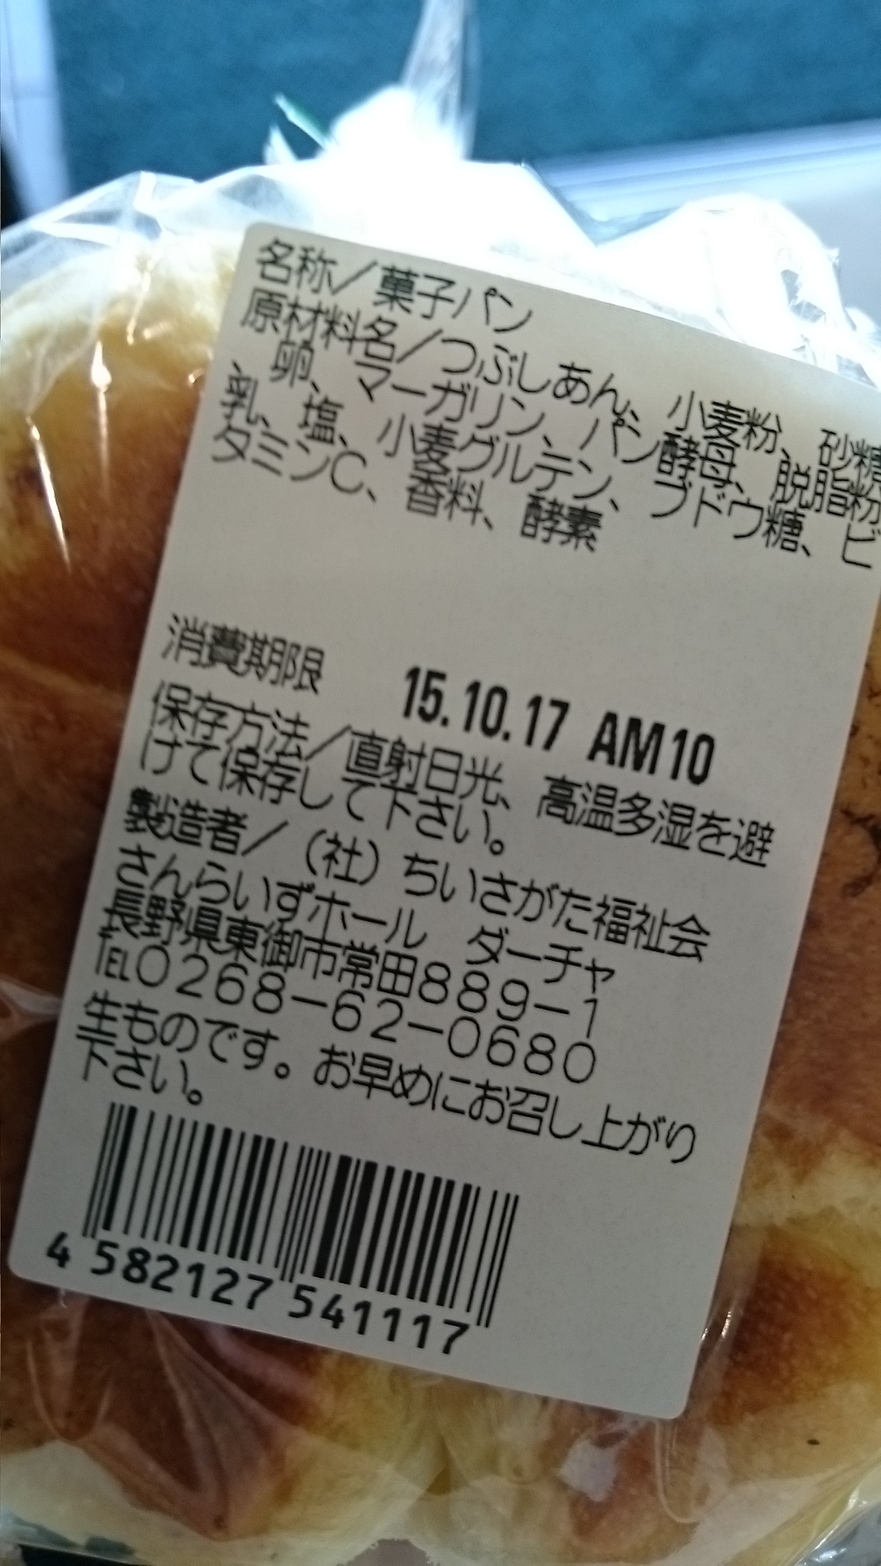 名称／菓子パン
原材料名／つぶしあん、小麦粉、砂糖
、卵、マーガリン、パン酵母、脱脂粉
乳、塩、小麦グルテン、ブドウ糖、ビ
タミンC、香料、酵素
消費期限 15.10.17 AM10
保存方法／直射日光、高温多湿を避
けて保存して下さい。
製造者／（社）ちいさがた福祉会
さんらいずホール ダーチャ
長野県東御市常田889－1
℡0268－62－0680
生ものです。お早めにお召し上がり
下さい。
4 582127 541117